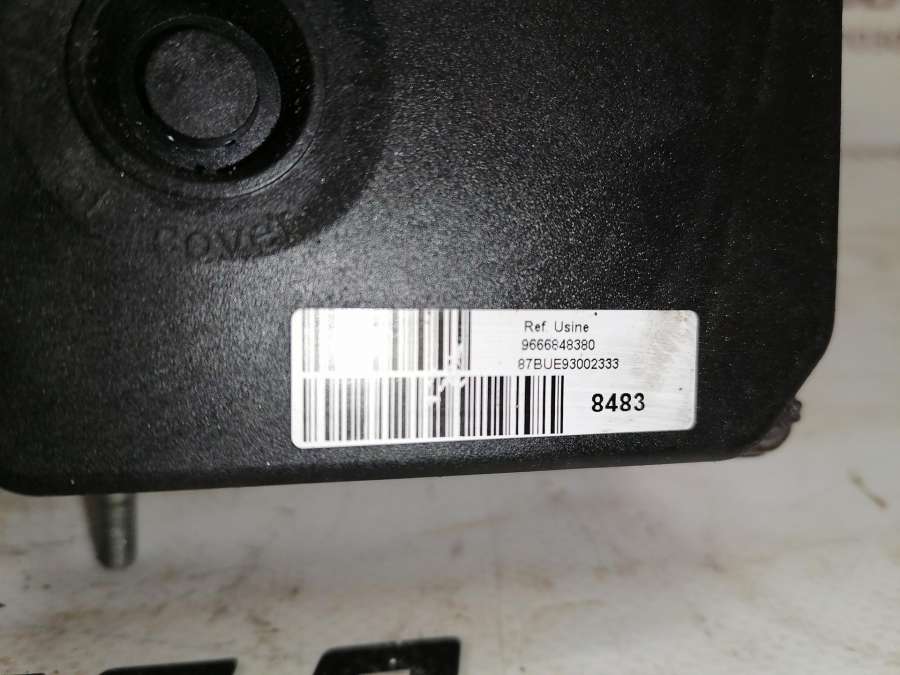 cover
Ref. Usine
9666848380
87BUE93002333
8483